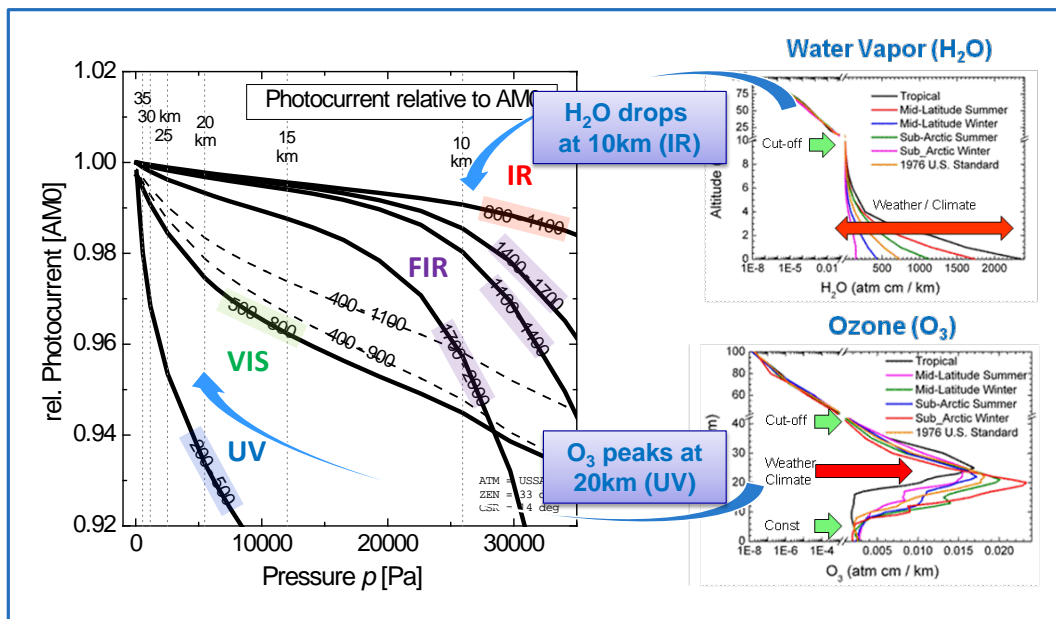 Water Vapor (H₂O)
Ozone (O₃)
Photocurrent relative to AM0
H₂O drops
at 10km (IR)
O₃ peaks at
20km (UV)
1.02
1.00
0.98
0.96
0.94
0.92
rel. Photocurrent [AM0]
35
30 km
25
20
km
15
km
10
km
IR
800 - 1100
FIR
1400 - 1700
1100 - 1400
1700 - 2000
400 - 1100
400 - 900
500 - 800
VIS
UV
ATM = USSA
ZEN = 33 d
0
10000
20000
30000
Pressure p [Pa]
75
50
25
10
8
6
4
2
0
Tropical
Mid-Latitude Summer
Mid-Latitude Winter
Sub-Arctic Summer
Sub_Arctic Winter
1976 U.S. Standard
Cut-off
Weather / Climate
Altitude
1E-8
1E-5
0.01
500
1000
1500
2000
H₂O (atm cm / km)
100
80
60
40
30
20
10
0
Tropical
Mid-Latitude Summer
Mid-Latitude Winter
Sub-Arctic Summer
Sub_Arctic Winter
1976 U.S. Standard
Cut-off
Weather
Climate
Const
1E-8
1E-6
1E-4
0.005
0.010
0.015
0.020
O₃ (atm cm / km)